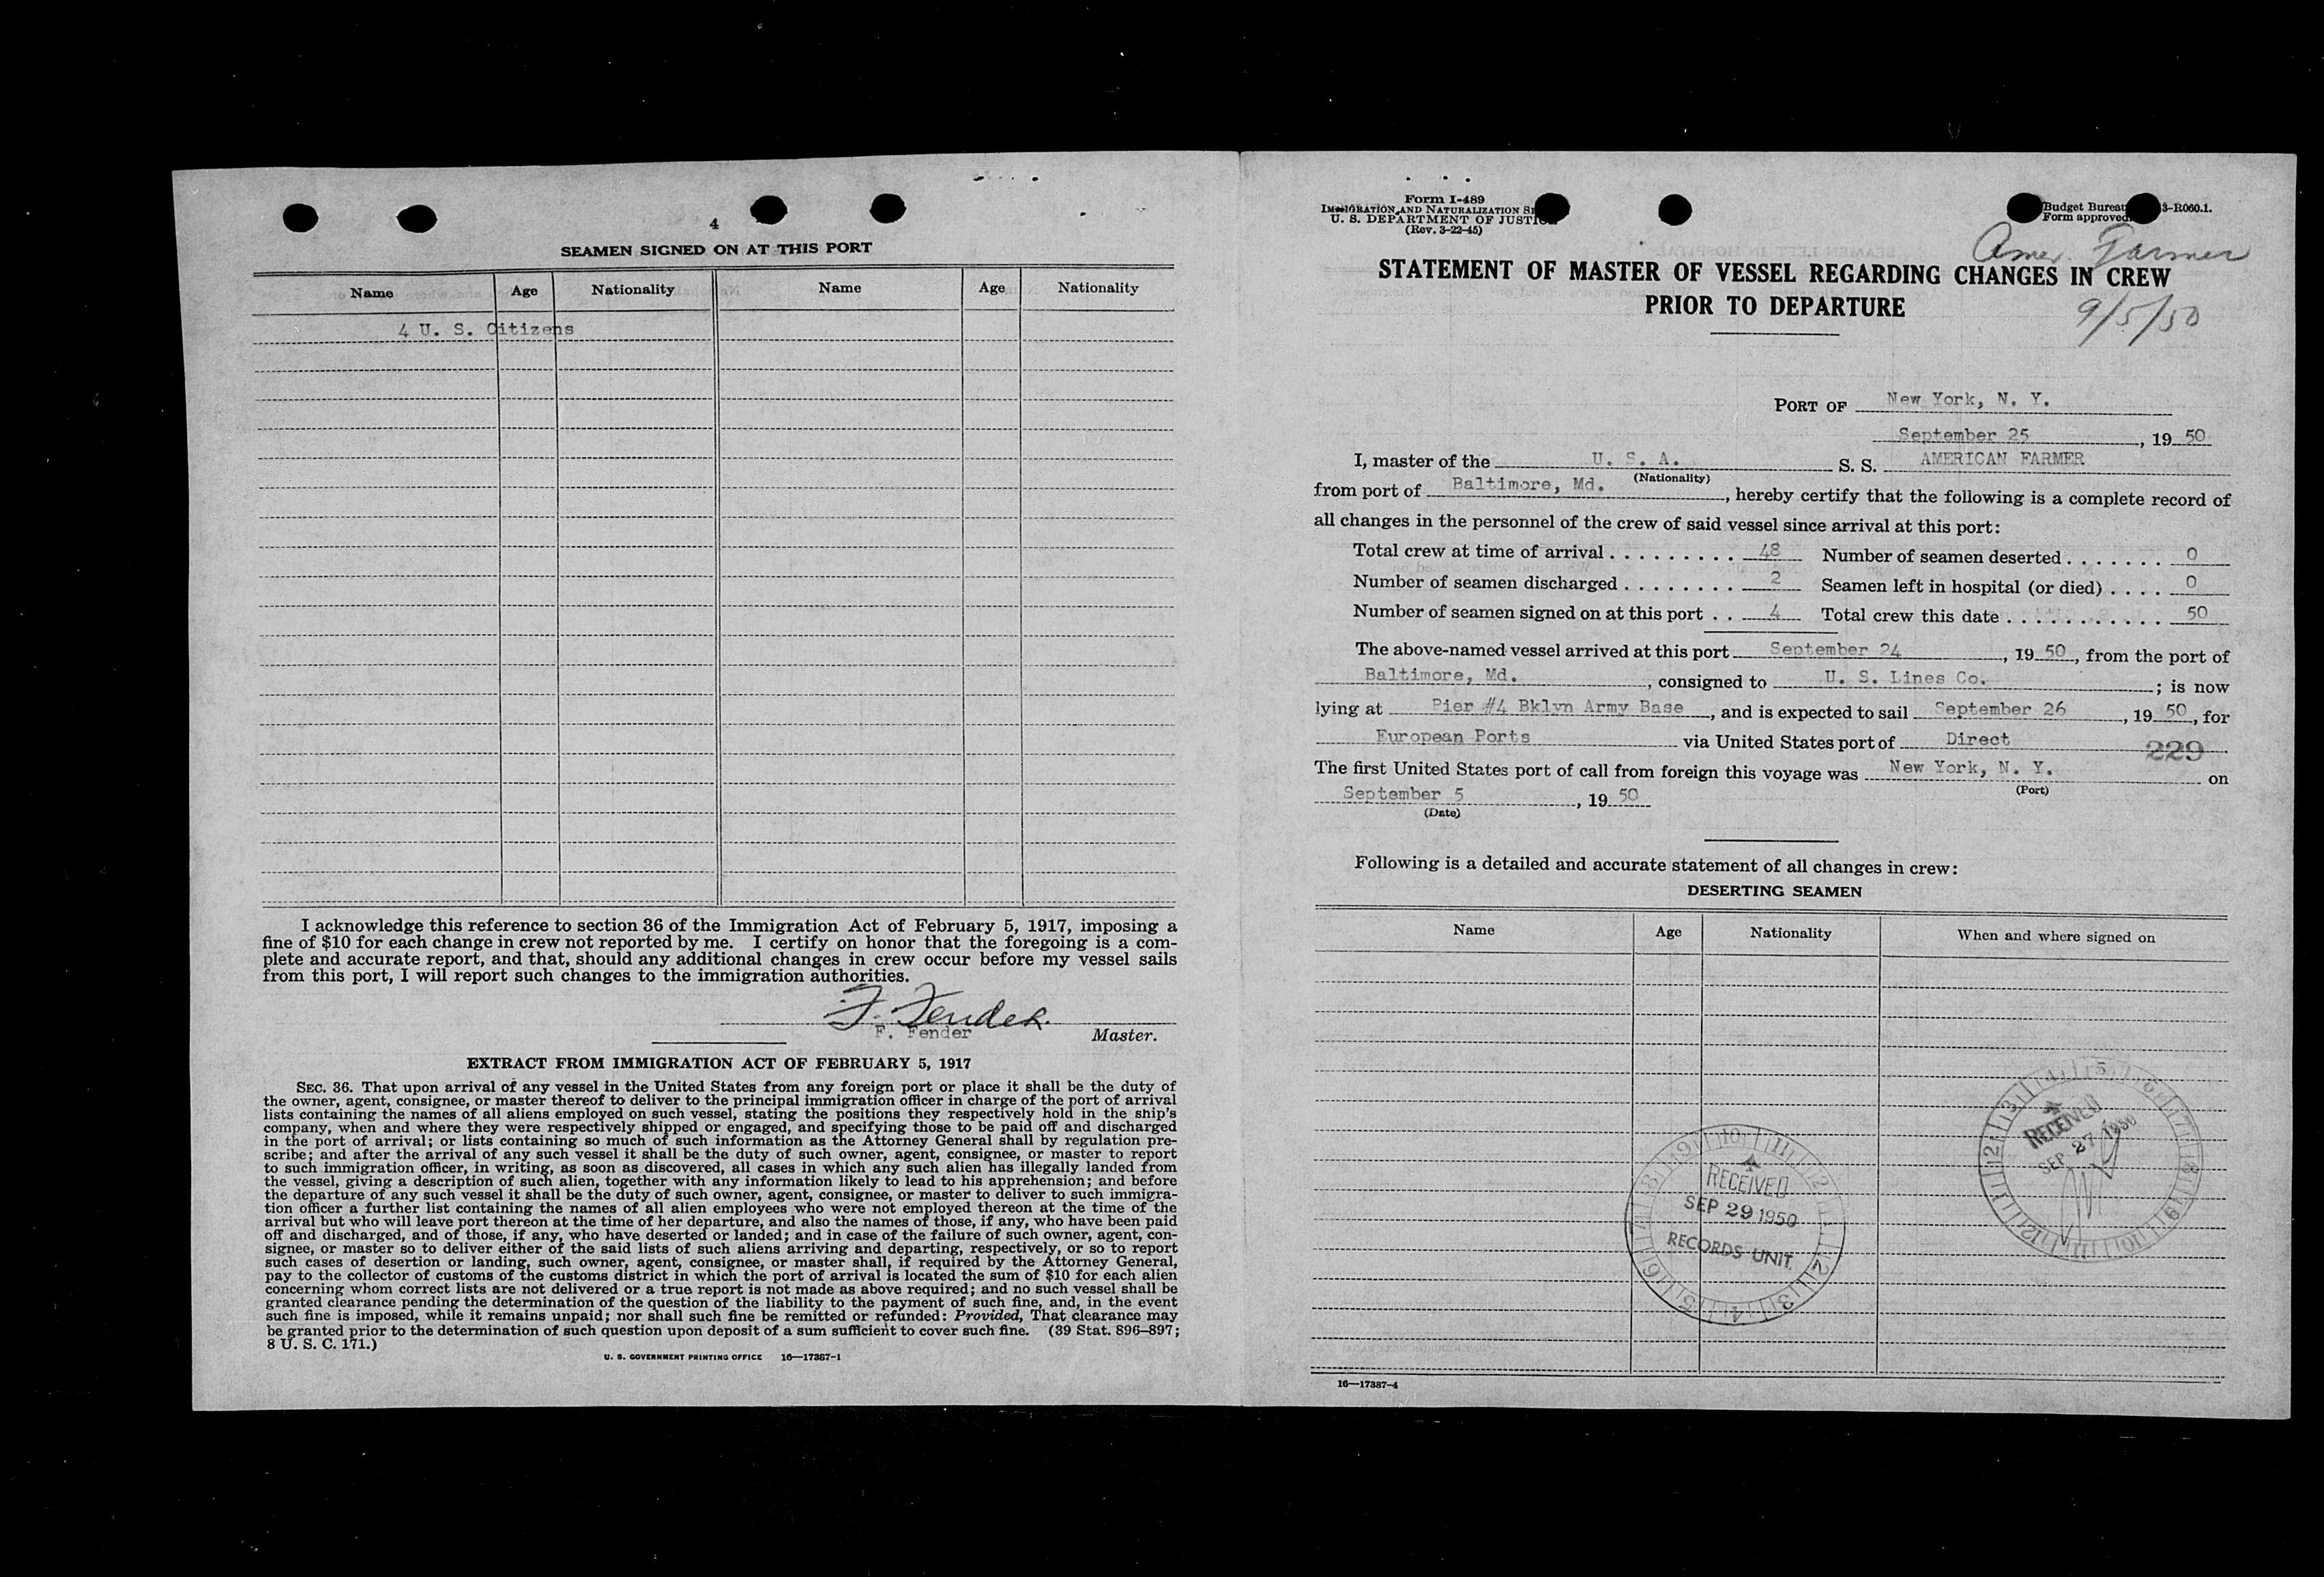 4
SEAMEN SIGNED ON AT THIS PORT
Name Age Nationality Name Age Nationality
4 U. S. Citizens
I acknowledge this reference to section 36 of the Immigration Act of February 5, 1917, imposing a
fine of $10 for each change in crew not reported by me. I certify on honor that the foregoing is a com-
plete and accurate report, and that, should any additional changes in crew occur before my vessel sails
from this port, I will report such changes to the immigration authorities.
F. Fender
F. Fender
Master.
EXTRACT FROM IMMIGRATION ACT OF FEBRUARY 5, 1917
SEC. 36. That upon arrival of any vessel in the United States from any foreign port or place it shall be the duty of
the owner, agent, consignee, or master thereof to deliver to the principal immigration officer in charge of the port of arrival
lists containing the names of all aliens employed on such vessel, stating the positions they respectively hold in the ship's
company, when and where they were respectively shipped or engaged, and specifying those to be paid off and discharged
in the port of arrival; or lists containing so much of such information as the Attorney General shall by regulation pre-
scribe; and after the arrival of any such vessel it shall be the duty of such owner, agent, consignee, or master to report
to such immigration officer, in writing, as soon as discovered, all cases in which any such alien has illegally landed from
the vessel, giving a description of such alien, together with any information likely to lead to his apprehension; and before
the departure of any such vessel it shall be the duty of such owner, agent, consignee, or master to deliver to such immigra-
tion officer a further list containing the names of all alien employees who were not employed thereon at the time of the
arrival but who will leave port thereon at the time of her departure, and also the names of those, if any, who have been paid
off and discharged, and of those, if any, who have deserted or landed; and in case of the failure of such owner, agent, con-
signee, or master so to deliver either of the said lists of such aliens arriving and departing, respectively, or so to report
such cases of desertion or landing, such owner, agent, consignee, or master shall, if required by the Attorney General,
pay to the collector of customs of the customs district in which the port of arrival is located the sum of $10 for each alien
concerning whom correct lists are not delivered or a true report is not made as above required; and no such vessel shall be
granted clearance pending the determination of the question of the liability to the payment of such fine, and, in the event
such fine is imposed, while it remains unpaid; nor shall such fine be remitted or refunded: Provided, That clearance may
be granted prior to the determination of such question upon deposit of a sum sufficient to cover such fine. (39 Stat. 896–897;
8 U. S. C. 171.)
U. S. GOVERNMENT PRINTING OFFICE 16—17387-1
Form I-489
IMMIGRATION AND NATURALIZATION
U. S. DEPARTMENT OF JUSTICE
(Rev. 3-22-45)
Budget Bureau 3-R060.1.
Form approved
Amer. Farmer
STATEMENT OF MASTER OF VESSEL REGARDING CHANGES IN CREW
PRIOR TO DEPARTURE
9/5/50
PORT OF New York, N. Y.
September 25, 19 50
I, master of the U. S. A. S. S. AMERICAN FARMER
(Nationality)
from port of Baltimore, Md., hereby certify that the following is a complete record of
all changes in the personnel of the crew of said vessel since arrival at this port:
Total crew at time of arrival . . . . . . . . . 48 Number of seamen deserted . . . . . . . 0
Number of seamen discharged . . . . . . . . 2 Seamen left in hospital (or died) . . . . 0
Number of seamen signed on at this port . . 4 Total crew this date . . . . . . . . . . . 50
The above-named vessel arrived at this port September 24, 19 50, from the port of
Baltimore, Md., consigned to U. S. Lines Co.; is now
lying at Pier #4 Bklyn Army Base, and is expected to sail September 26, 19 50, for
European Ports via United States port of Direct
229
The first United States port of call from foreign this voyage was New York, N. Y. on
(Port)
September 5, 19 50
(Date)
Following is a detailed and accurate statement of all changes in crew:
DESERTING SEAMEN
Name Age Nationality When and where signed on
RECEIVED
SEP 27 1950
RECEIVED
SEP 29 1950
RECORDS UNIT
16—17387-4